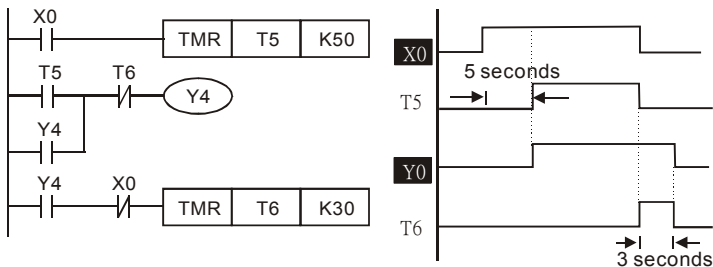 X0
TMR T5 K50
T5 T6
Y4
Y4
Y4 X0
TMR T6 K30
X0
5 seconds
T5
Y0
T6
3 seconds